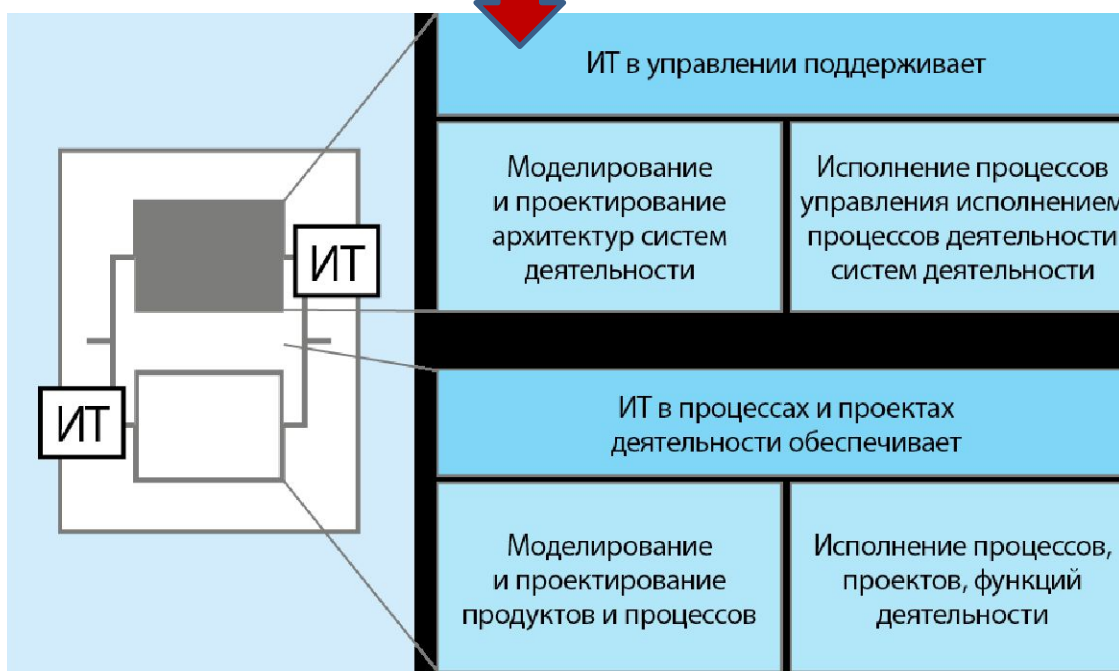 ИТ
ИТ
ИТ в управлении поддерживает
Моделирование
и проектирование
архитектур систем
деятельности
Исполнение процессов
управления исполнением
процессов деятельности
систем деятельности
ИТ в процессах и проектах
деятельности обеспечивает
Моделирование
и проектирование
продуктов и процессов
Исполнение процессов,
проектов, функций
деятельности